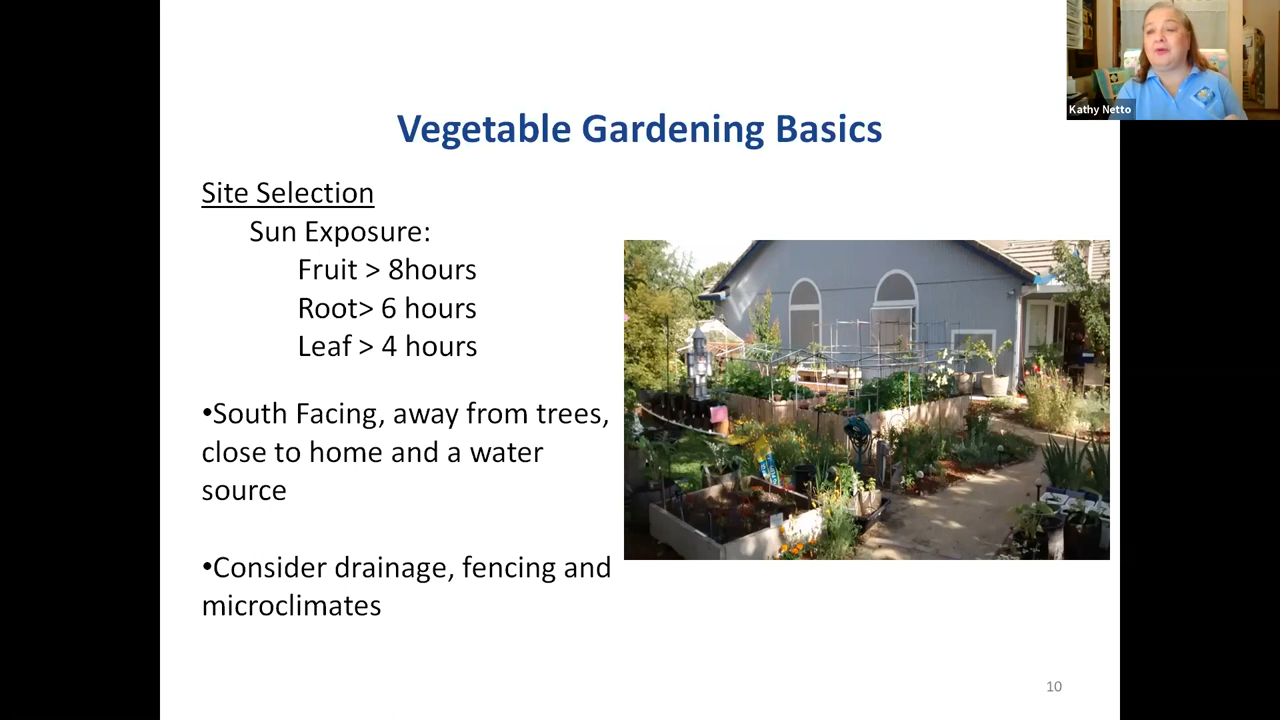 Kathy Netto
Vegetable Gardening Basics
Site Selection
Sun Exposure:
Fruit > 8hours
Root> 6 hours
Leaf > 4 hours
•South Facing, away from trees,
close to home and a water
source
•Consider drainage, fencing and
microclimates
10